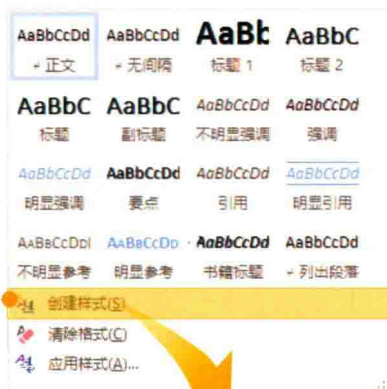 AaBbCcDd AaBbCcDd AaBb AaBbC
↵ 正文 ↵ 无间隔 标题 1 标题 2
AaBbC AaBbC AaBbCcDd AaBbCcDd
标题 副标题 不明显强调 强调
AaBbCcDd AaBbCcDd AaBbCcDd AaBbCcDd
明显强调 要点 引用 明显引用
AABBCCDD AABBCCDD AaBbCcDd AaBbCcDd
不明显参考 明显参考 书籍标题 ↵ 列出段落
创建样式(S)
清除格式(C)
应用样式(A)...